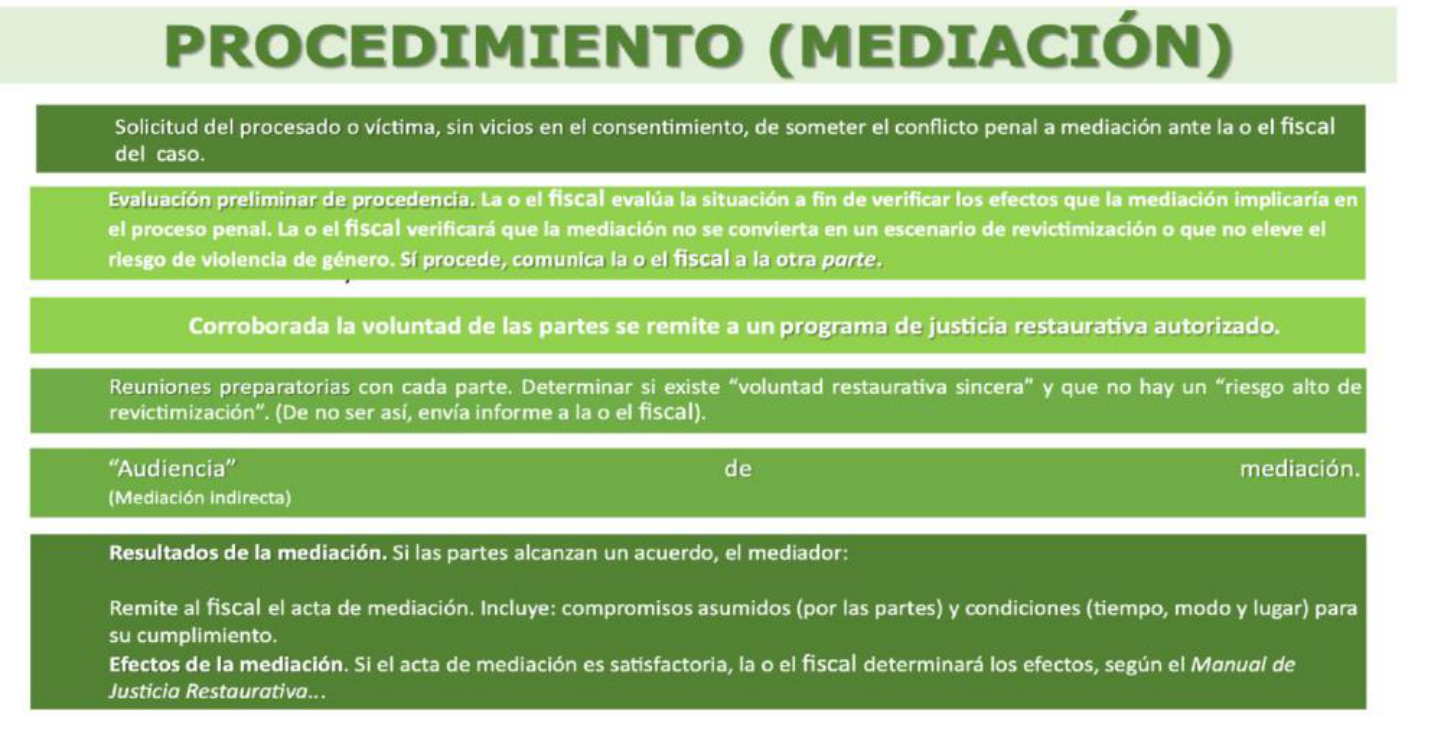 PROCEDIMIENTO (MEDIACIÓN)
Solicitud del procesado o víctima, sin vicios en el consentimiento, de someter el conflicto penal a mediación ante la o el fiscal
del caso.
Evaluación preliminar de procedencia. La o el fiscal evalúa la situación a fin de verificar los efectos que la mediación implicaría en
el proceso penal. La o el fiscal verificará que la mediación no se convierta en un escenario de revictimización o que no eleve el
riesgo de violencia de género. Sí procede, comunica la o el fiscal a la otra parte.
Corroborada la voluntad de las partes se remite a un programa de justicia restaurativa autorizado.
Reuniones preparatorias con cada parte. Determinar si existe “voluntad restaurativa sincera” y que no hay un “riesgo alto de
revictimización”. (De no ser así, envía informe a la o el fiscal).
“Audiencia” de mediación.
(Mediación indirecta)
Resultados de la mediación. Si las partes alcanzan un acuerdo, el mediador:
Remite al fiscal el acta de mediación. Incluye: compromisos asumidos (por las partes) y condiciones (tiempo, modo y lugar) para
su cumplimiento.
Efectos de la mediación. Si el acta de mediación es satisfactoria, la o el fiscal determinará los efectos, según el Manual de
Justicia Restaurativa...